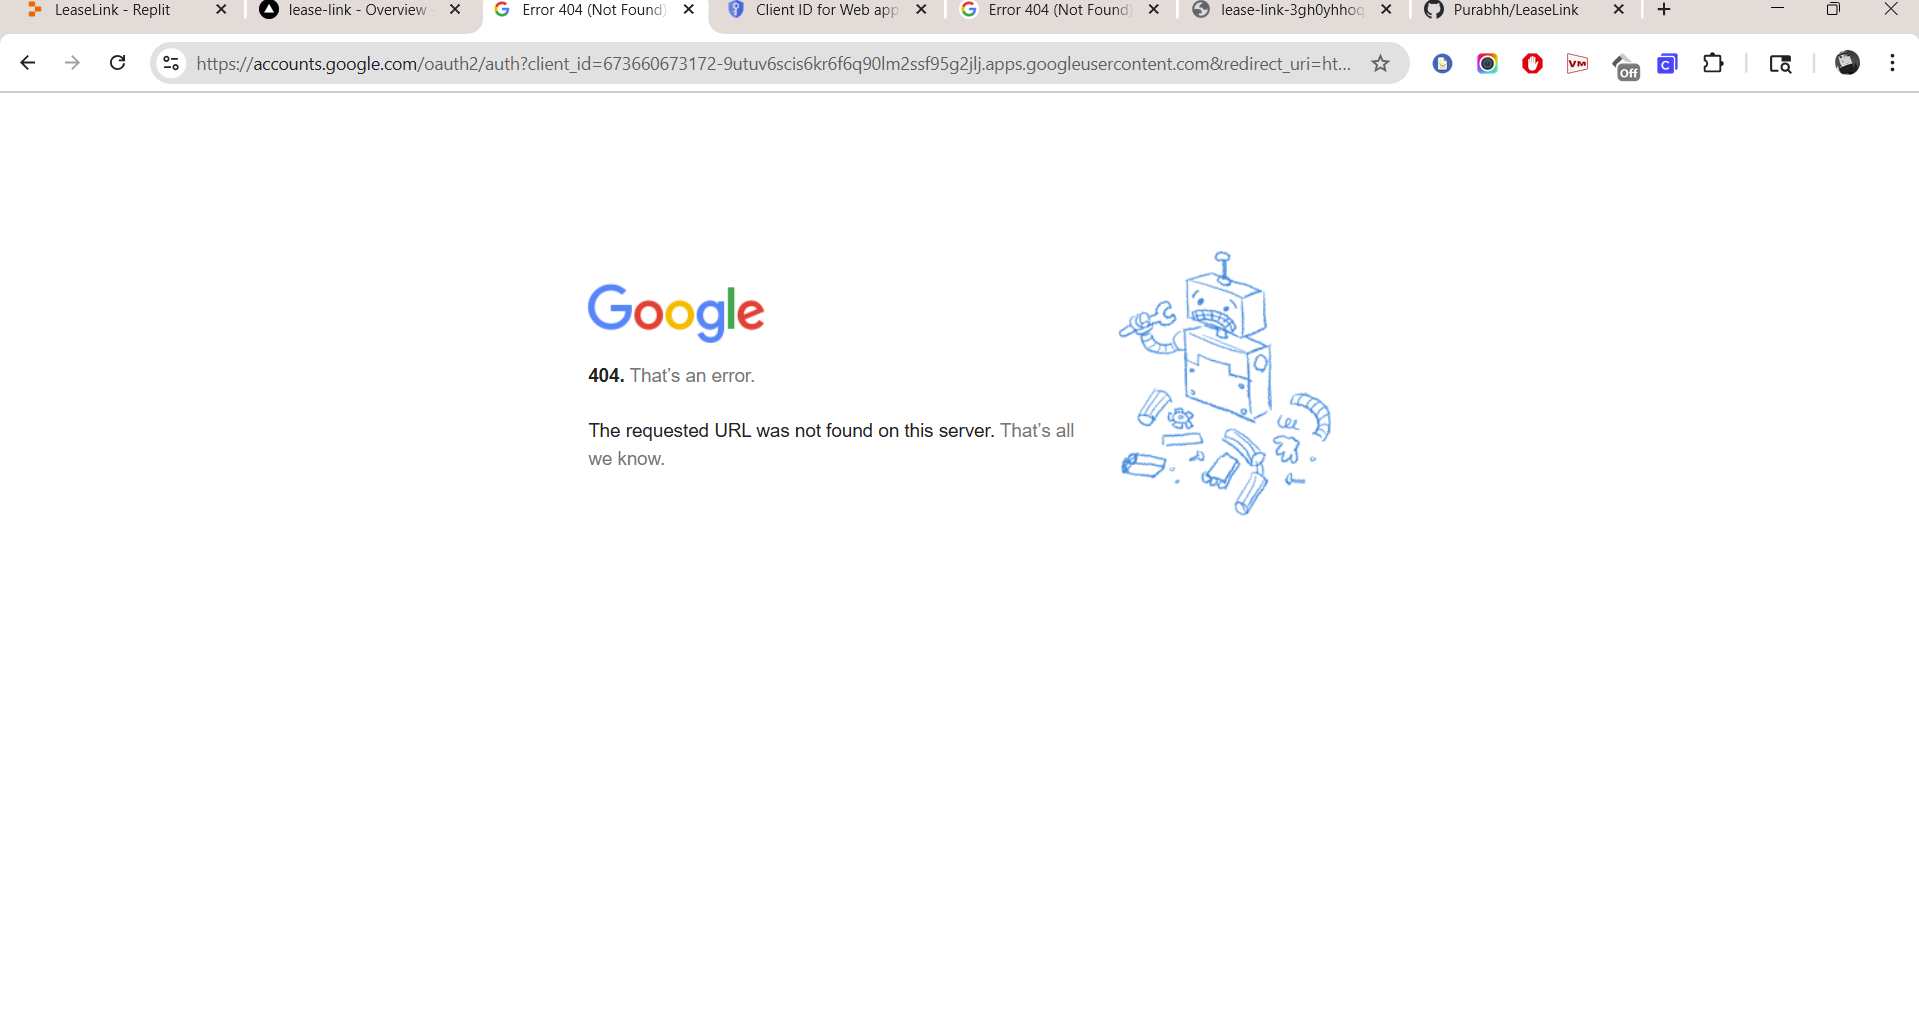 LeaseLink - Replit
lease-link - Overview -
Error 404 (Not Found)
Client ID for Web app
Error 404 (Not Found)
lease-link-3gh0yhhoq
Purabhh/LeaseLink
https://accounts.google.com/oauth2/auth?client_id=673660673172-9utuv6scis6kr6f6q90lm2ssf95g2jlj.apps.googleusercontent.com&redirect_uri=ht...
VM
Off
C
Google
404. That’s an error.
The requested URL was not found on this server. That’s all
we know.